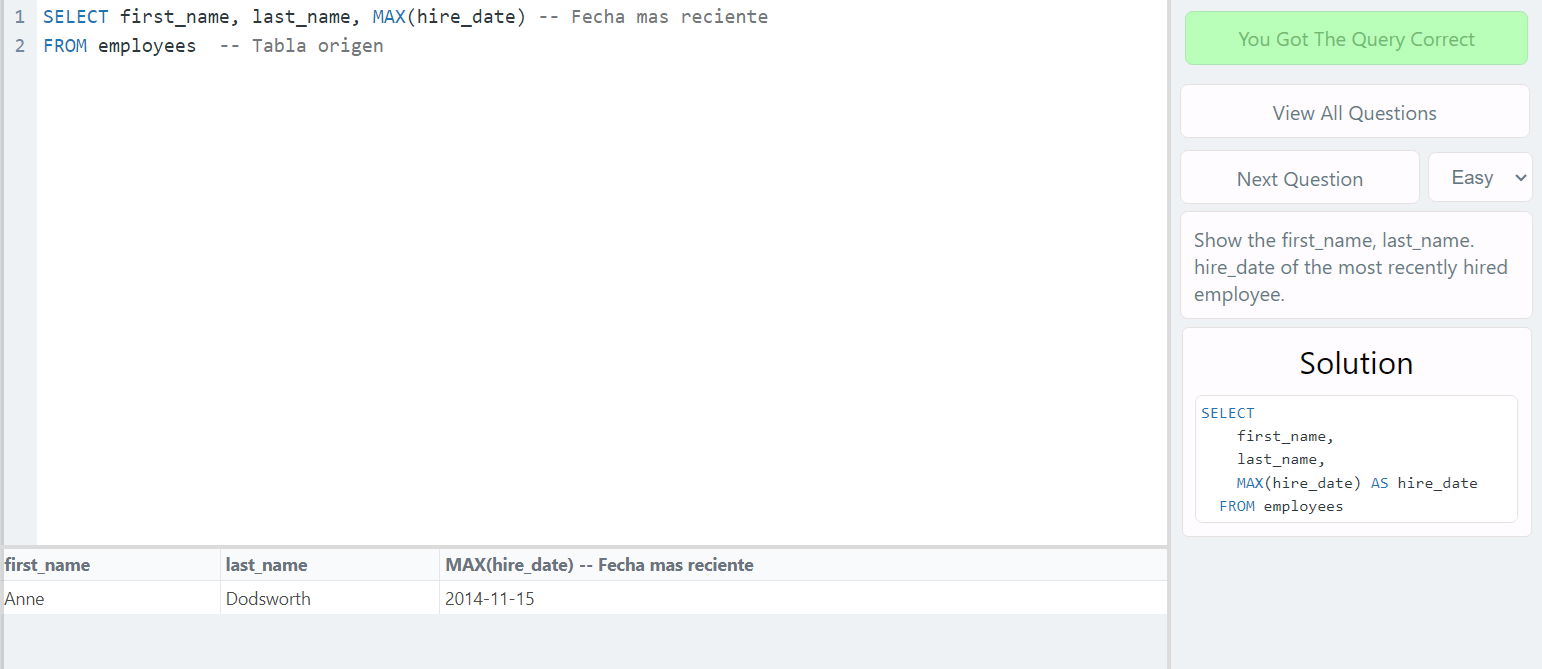 1 SELECT first_name, last_name, MAX(hire_date) -- Fecha mas reciente
2 FROM employees  -- Tabla origen
first_name last_name MAX(hire_date) -- Fecha mas reciente
Anne Dodsworth 2014-11-15
You Got The Query Correct
View All Questions
Next Question Easy
Show the first_name, last_name.
hire_date of the most recently hired
employee.
Solution
SELECT
first_name,
last_name,
MAX(hire_date) AS hire_date
FROM employees